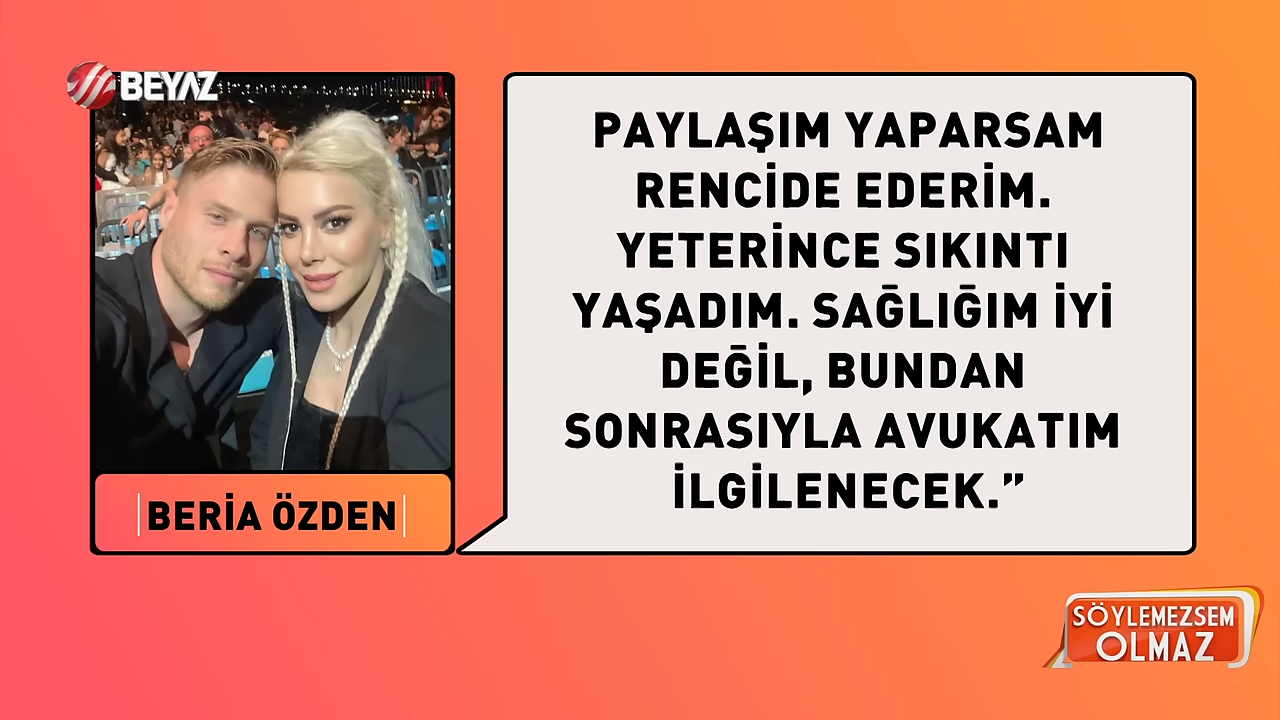 BEYAZ
PAYLAŞIM YAPARSAM
RENCİDE EDERİM.
YETERİNCE SIKINTI
YAŞADIM. SAĞLIĞIM İYİ
DEĞİL, BUNDAN
SONRASIYLA AVUKATIM
İLGİLENECEK.”
BERİA ÖZDEN
SÖYLEMEZSEM
OLMAZ